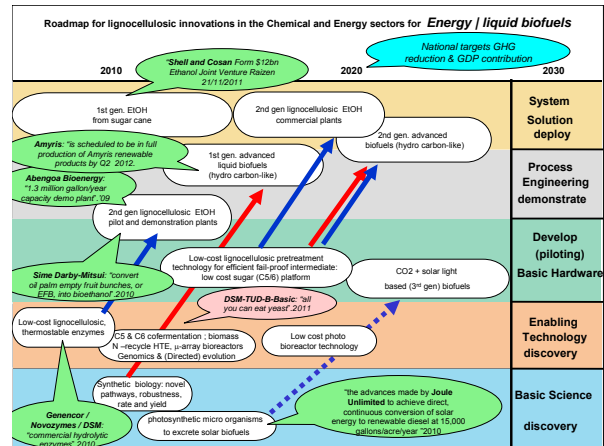 Roadmap for lignocellulosic innovations in the Chemical and Energy sectors for Energy | liquid biofuels
"Shell and Cosan Form $12bn
Ethanol Joint Venture Raizen
21/11/2011
National targets GHG
reduction & GDP contribution
2010
2020
2030
1st gen. EtOH
from sugar cane
2nd gen lignocellulosic EtOH
commercial plants
System
Solution
deploy
Amyris: "is scheduled to be in full
production of Amyris renewable
products by Q2 2012.
2nd gen. advanced
biofuels (hydro carbon-like)
1st gen. advanced
liquid biofuels
(hydro carbon-like)
Abengoa Bioenergy:
"1.3 million gallon/year
capacity demo plant".'09
Process
Engineering
demonstrate
2nd gen lignocellulosic EtOH
pilot and demonstration plants
Sime Darby-Mitsui: "convert
oil palm empty fruit bunches, or
EFB, into bioethanol".2010
Low-cost lignocellulosic pretreatment
technology for efficient fail-proof intermediate:
low cost sugar (C5/6) platform
CO2 + solar light
based (3rd gen) biofuels
Develop
(piloting)
Basic Hardware
DSM-TUD-B-Basic: "all
you can eat yeast".2011
Low-cost lignocellulosic,
thermostable enzymes
C5 & C6 cofermentation ; biomass
N –recycle HTE, μ-array bioreactors
Genomics & (Directed) evolution
Low cost photo
bioreactor technology
Enabling
Technology
discovery
Synthetic biology: novel
pathways, robustness,
rate and yield
photosynthetic micro organisms
to excrete solar biofuels
"the advances made by Joule
Unlimited to achieve direct,
continuous conversion of solar
energy to renewable diesel at 15,000
gallons/acre/year "2010
Genencor /
Novozymes / DSM:
"commercial hydrolytic
enzymes" 2010
Basic Science
discovery